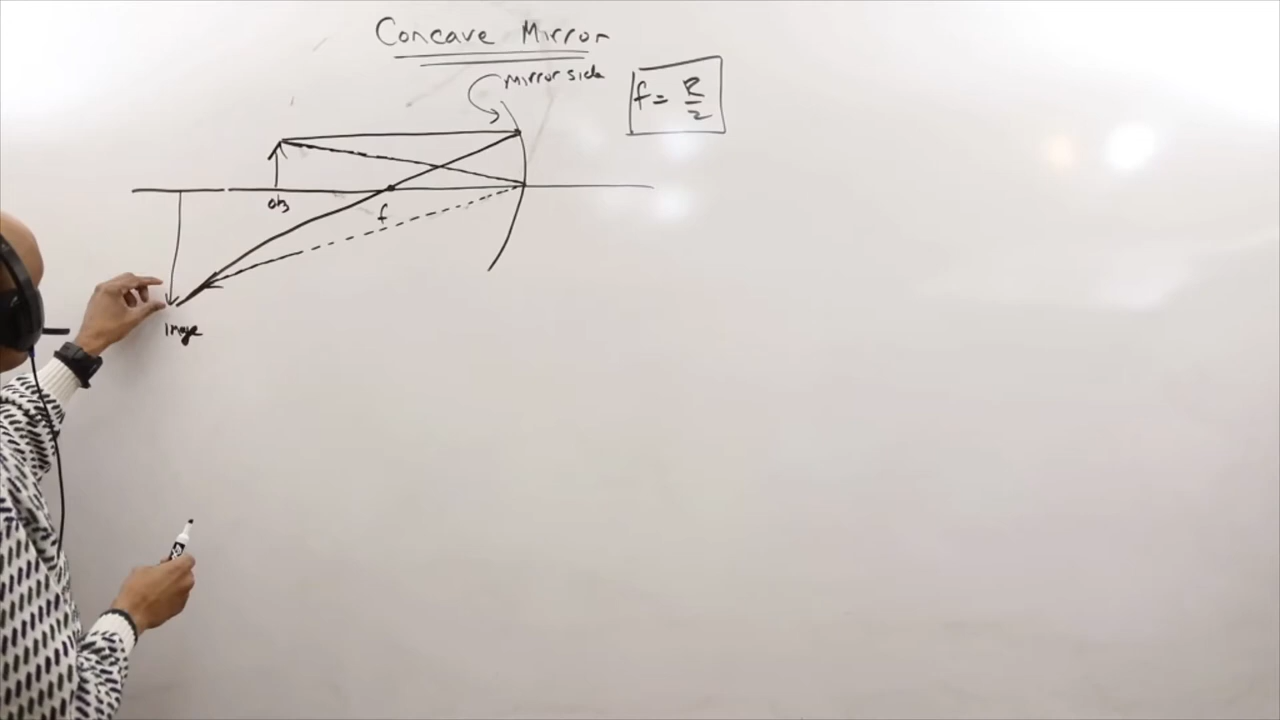 Concave Mirror
Mirror side
f = R/2
obj
f
Image